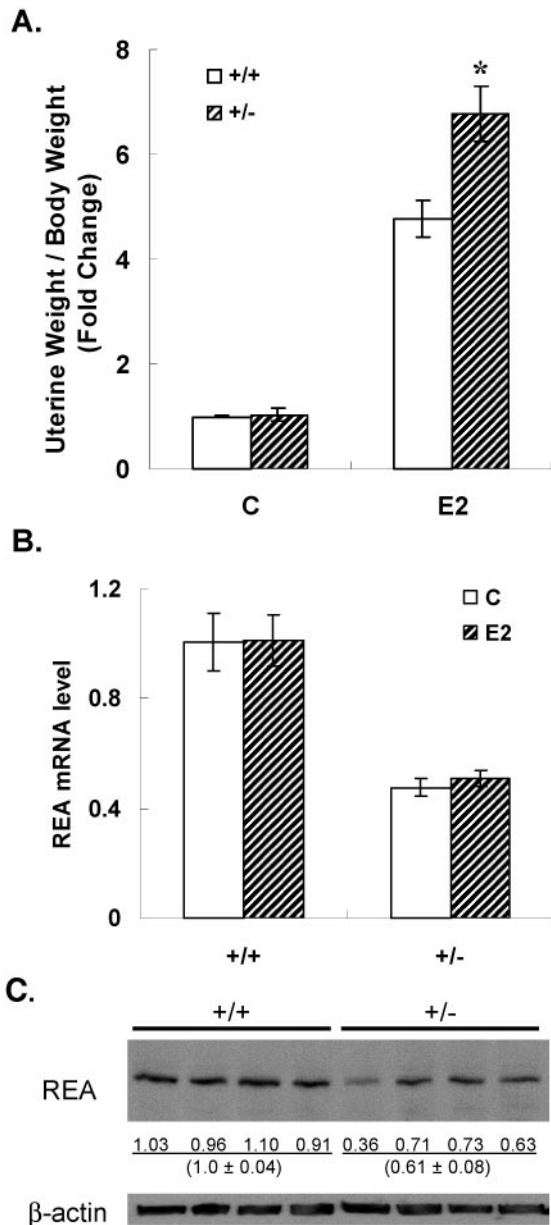 A.
Uterine Weight / Body Weight
(Fold Change)
8
6
4
2
0
+/+
+/-
*
C
E2
B.
REA mRNA level
1.2
0.8
0.4
0
C
E2
+/+
+/-
C.
+/+
+/-
REA
1.03 0.96 1.10 0.91 0.36 0.71 0.73 0.63
(1.0 ± 0.04) (0.61 ± 0.08)
β-actin